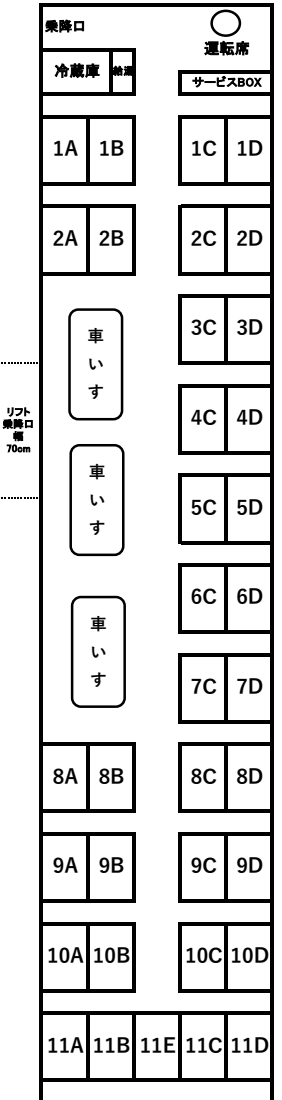 乗降口
運転席
冷蔵庫 給湯
サービスBOX
1A 1B 1C 1D
2A 2B 2C 2D
3C 3D
車いす
4C 4D
リフト
乗降口
幅
70cm
車いす
5C 5D
6C 6D
車いす
7C 7D
8A 8B 8C 8D
9A 9B 9C 9D
10A 10B 10C 10D
11A 11B 11E 11C 11D